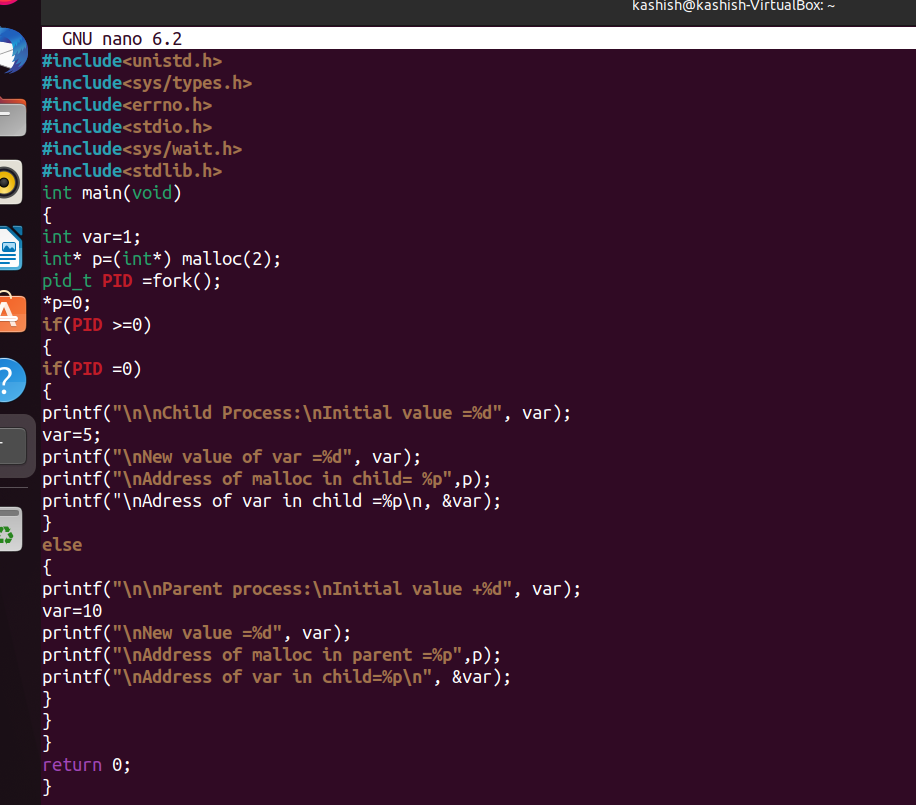 kashish@kashish-VirtualBox: ~
GNU nano 6.2
#include<unistd.h>
#include<sys/types.h>
#include<errno.h>
#include<stdio.h>
#include<sys/wait.h>
#include<stdlib.h>
int main(void)
{
int var=1;
int* p=(int*) malloc(2);
pid_t PID =fork();
*p=0;
if(PID >=0)
{
if(PID =0)
{
printf("\n\nChild Process:\nInitial value =%d", var);
var=5;
printf("\nNew value of var =%d", var);
printf("\nAddress of malloc in child= %p",p);
printf("\nAdress of var in child =%p\n, &var);
}
else
{
printf("\n\nParent process:\nInitial value +%d", var);
var=10
printf("\nNew value =%d", var);
printf("\nAddress of malloc in parent =%p",p);
printf("\nAddress of var in child=%p\n", &var);
}
}
}
return 0;
}